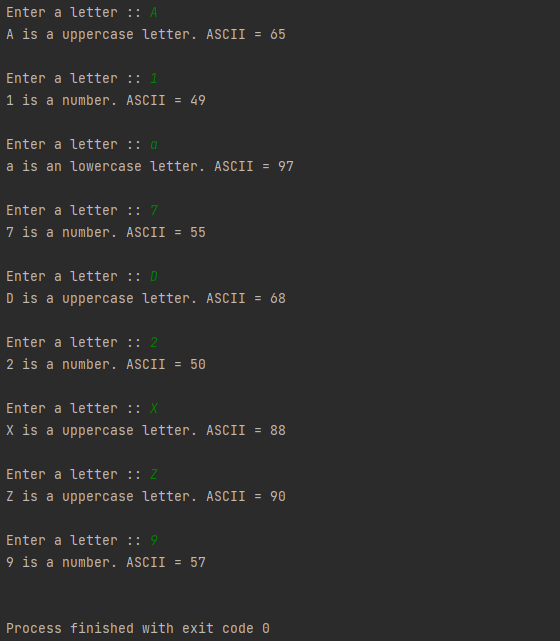 Enter a letter :: A
A is a uppercase letter. ASCII = 65
Enter a letter :: 1
1 is a number. ASCII = 49
Enter a letter :: a
a is an lowercase letter. ASCII = 97
Enter a letter :: 7
7 is a number. ASCII = 55
Enter a letter :: D
D is a uppercase letter. ASCII = 68
Enter a letter :: 2
2 is a number. ASCII = 50
Enter a letter :: X
X is a uppercase letter. ASCII = 88
Enter a letter :: Z
Z is a uppercase letter. ASCII = 90
Enter a letter :: 9
9 is a number. ASCII = 57
Process finished with exit code 0